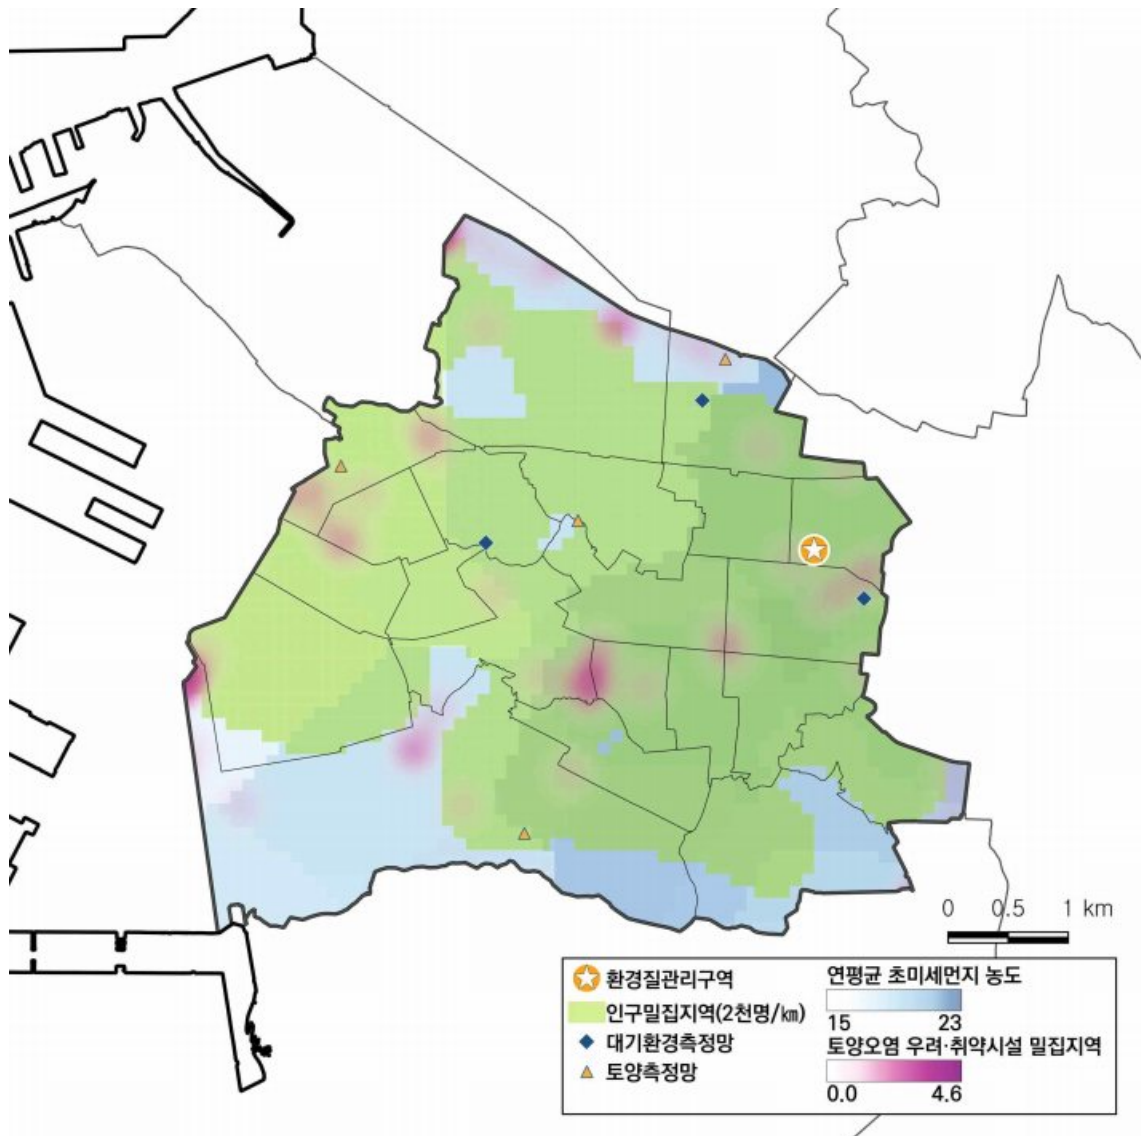 0 0.5 1 km
환경질관리구역
인구밀집지역(2천명/㎢)
대기환경측정망
토양측정망
연평균 초미세먼지 농도
15 23
토양오염 우려·취약시설 밀집지역
0.0 4.6